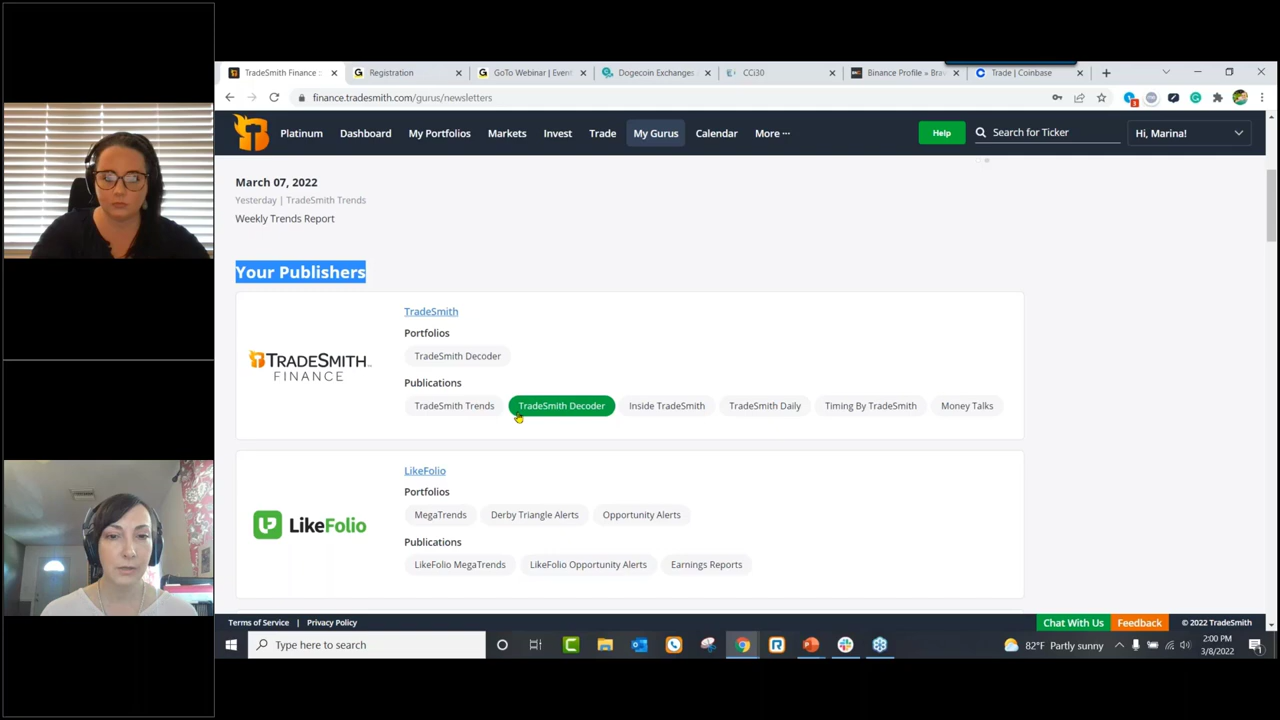 TradeSmith Finance ::
Registration
GoTo Webinar | Event
Dogecoin Exchanges
CCi30
Binance Profile « Brav
Trade | Coinbase
finance.tradesmith.com/gurus/newsletters
3
Platinum Dashboard My Portfolios Markets Invest Trade My Gurus Calendar More ··· Help Search for Ticker Hi, Marina!
March 07, 2022
Yesterday | TradeSmith Trends
Weekly Trends Report
Your Publishers
TradeSmith
Portfolios
TradeSmith Decoder
TRADESMITH
FINANCE
Publications
TradeSmith Trends TradeSmith Decoder Inside TradeSmith TradeSmith Daily Timing By TradeSmith Money Talks
LikeFolio
Portfolios
MegaTrends Derby Triangle Alerts Opportunity Alerts
LikeFolio
Publications
LikeFolio MegaTrends LikeFolio Opportunity Alerts Earnings Reports
Terms of Service | Privacy Policy Chat With Us Feedback © 2022 TradeSmith
Type here to search
82°F Partly sunny
2:00 PM
3/8/2022